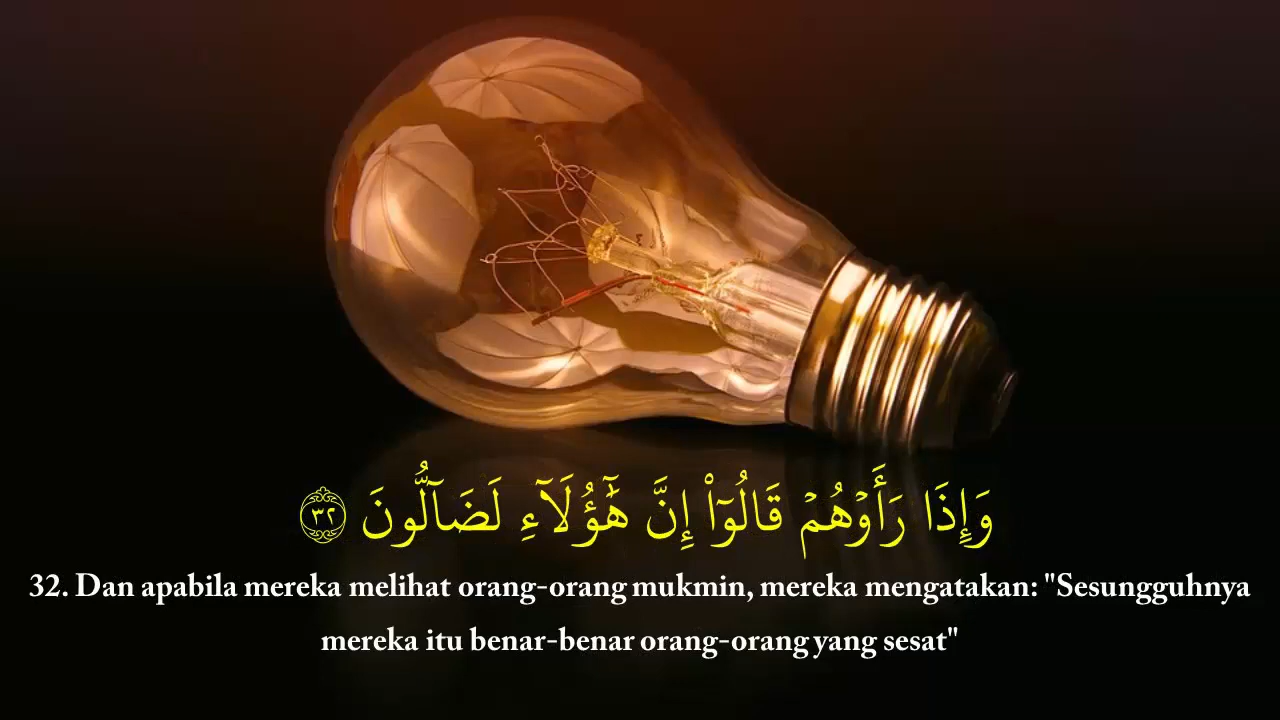 وَإِذَا رَأَوۡهُمۡ قَالُوٓاْ إِنَّ هَٰٓؤُلَآءِ لَضَآلُّونَ ٣٢
32. Dan apabila mereka melihat orang-orang mukmin, mereka mengatakan: "Sesungguhnya
mereka itu benar-benar orang-orang yang sesat"